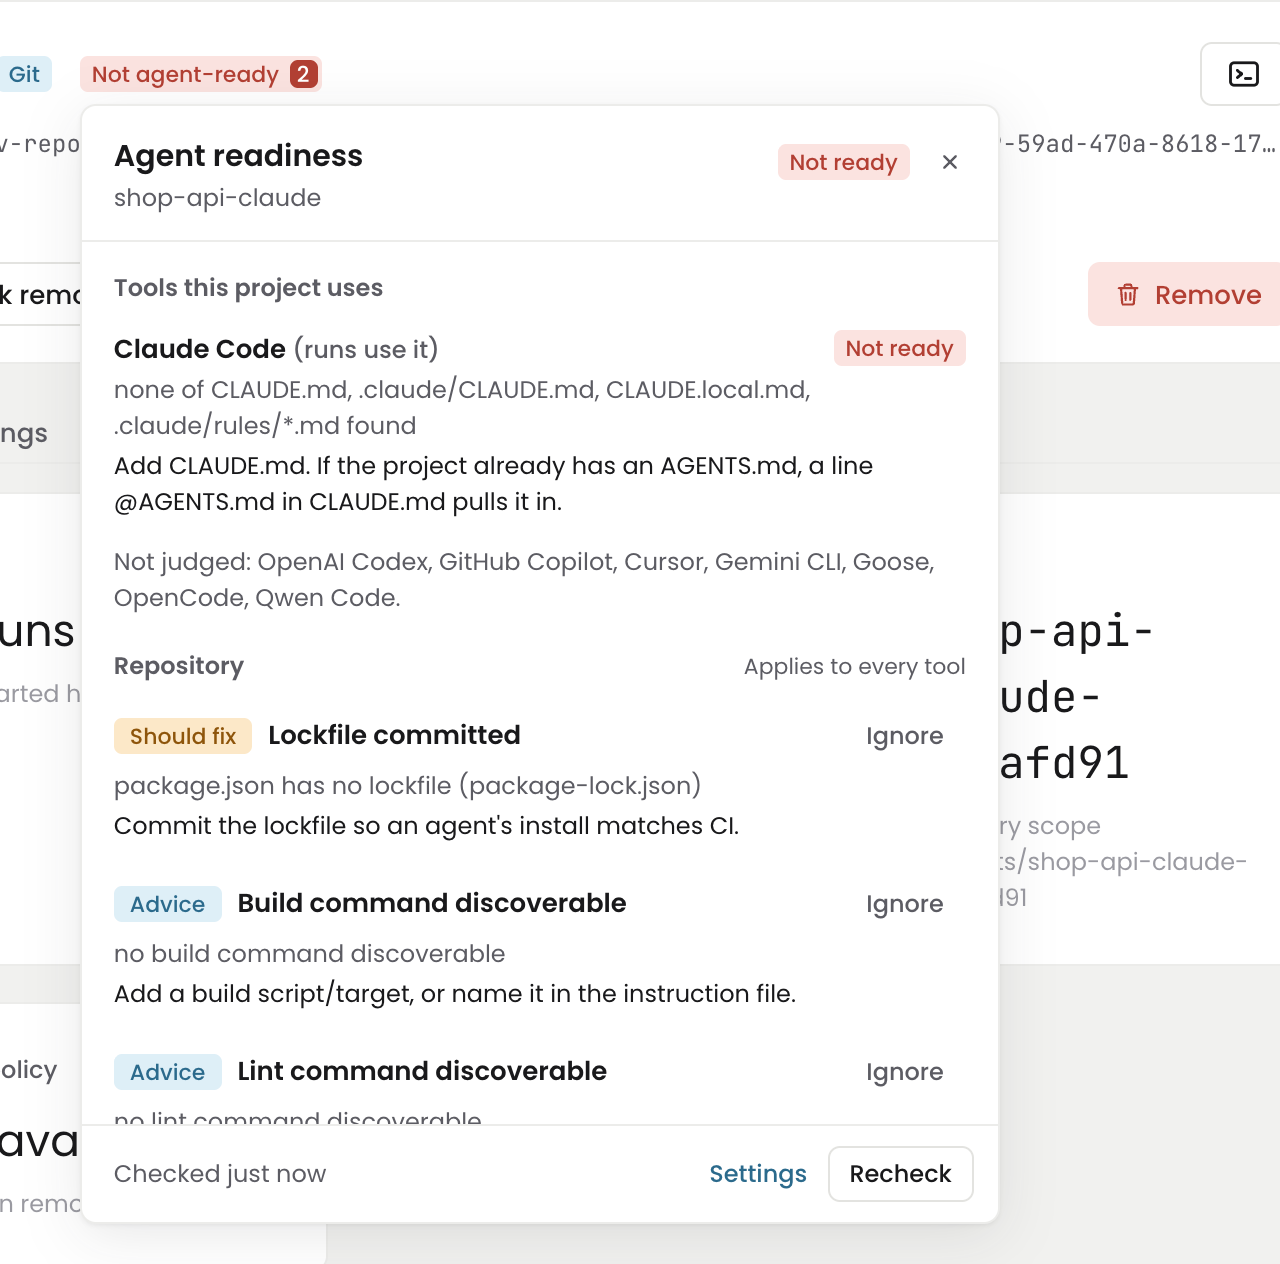 Git
Not agent-ready 2
v-repo
-59ad-470a-8618-17…
Agent readiness
Not ready
shop-api-claude
k remo
Remove
Tools this project uses
Claude Code (runs use it)
Not ready
none of CLAUDE.md, .claude/CLAUDE.md, CLAUDE.local.md,
.claude/rules/*.md found
ngs
Add CLAUDE.md. If the project already has an AGENTS.md, a line
@AGENTS.md in CLAUDE.md pulls it in.
Not judged: OpenAI Codex, GitHub Copilot, Cursor, Gemini CLI, Goose,
OpenCode, Qwen Code.
uns
arted h
p-api-
ude-
afd91
ry scope
ts/shop-api-claude-
d91
Repository
Applies to every tool
Should fix Lockfile committed
Ignore
package.json has no lockfile (package-lock.json)
Commit the lockfile so an agent's install matches CI.
Advice Build command discoverable
Ignore
no build command discoverable
Add a build script/target, or name it in the instruction file.
Advice Lint command discoverable
Ignore
no lint command discoverable
olicy
ava
n remo
Checked just now
Settings
Recheck